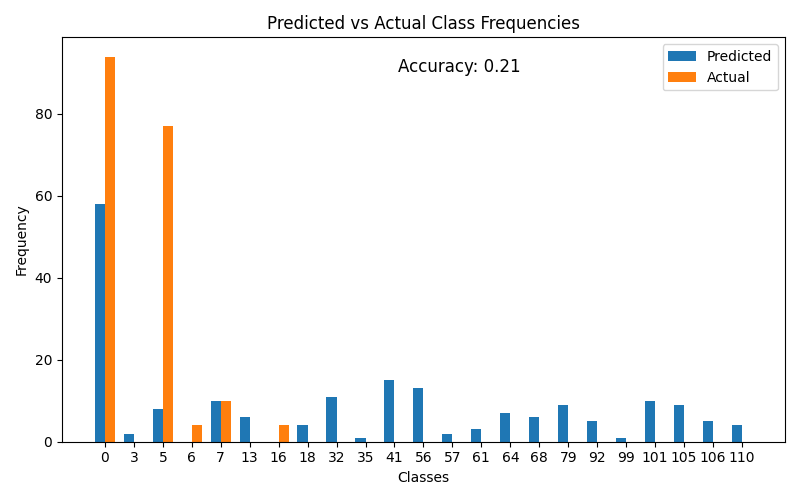 Predicted vs Actual Class Frequencies
Accuracy: 0.21
Predicted
Actual
Frequency
80
60
40
20
0
0 3 5 6 7 13 16 18 32 35 41 56 57 61 64 68 79 92 99 101 105 106 110
Classes